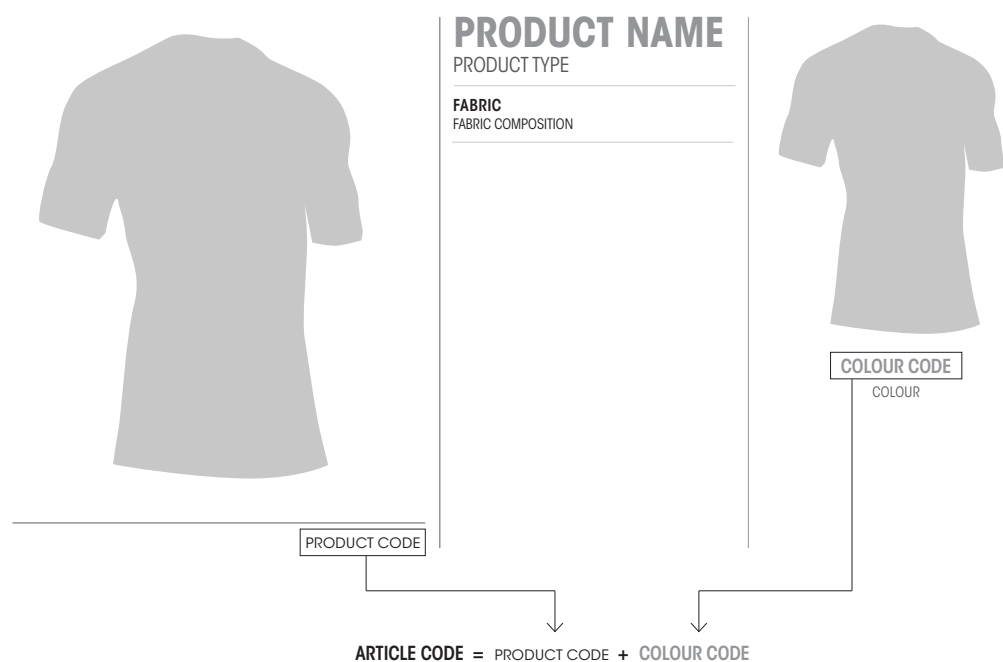 PRODUCT NAME
PRODUCT TYPE
FABRIC
FABRIC COMPOSITION
COLOUR CODE
COLOUR
PRODUCT CODE
ARTICLE CODE = PRODUCT CODE + COLOUR CODE